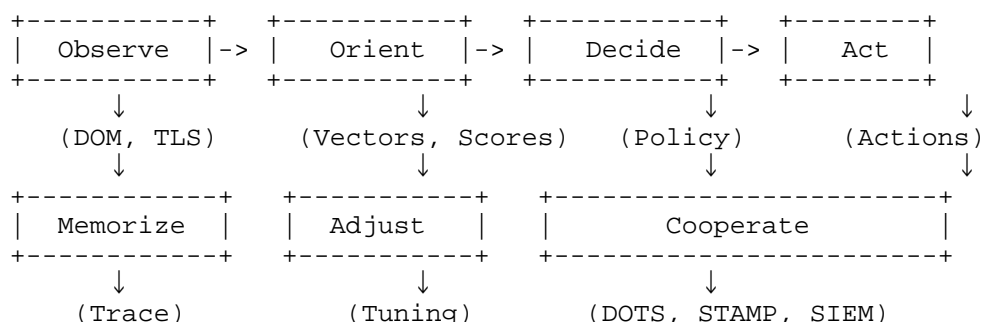 Observe -> Orient -> Decide -> Act
(DOM, TLS) (Vectors, Scores) (Policy) (Actions)
Memorize Adjust Cooperate
(Trace) (Tuning) (DOTS, STAMP, SIEM)